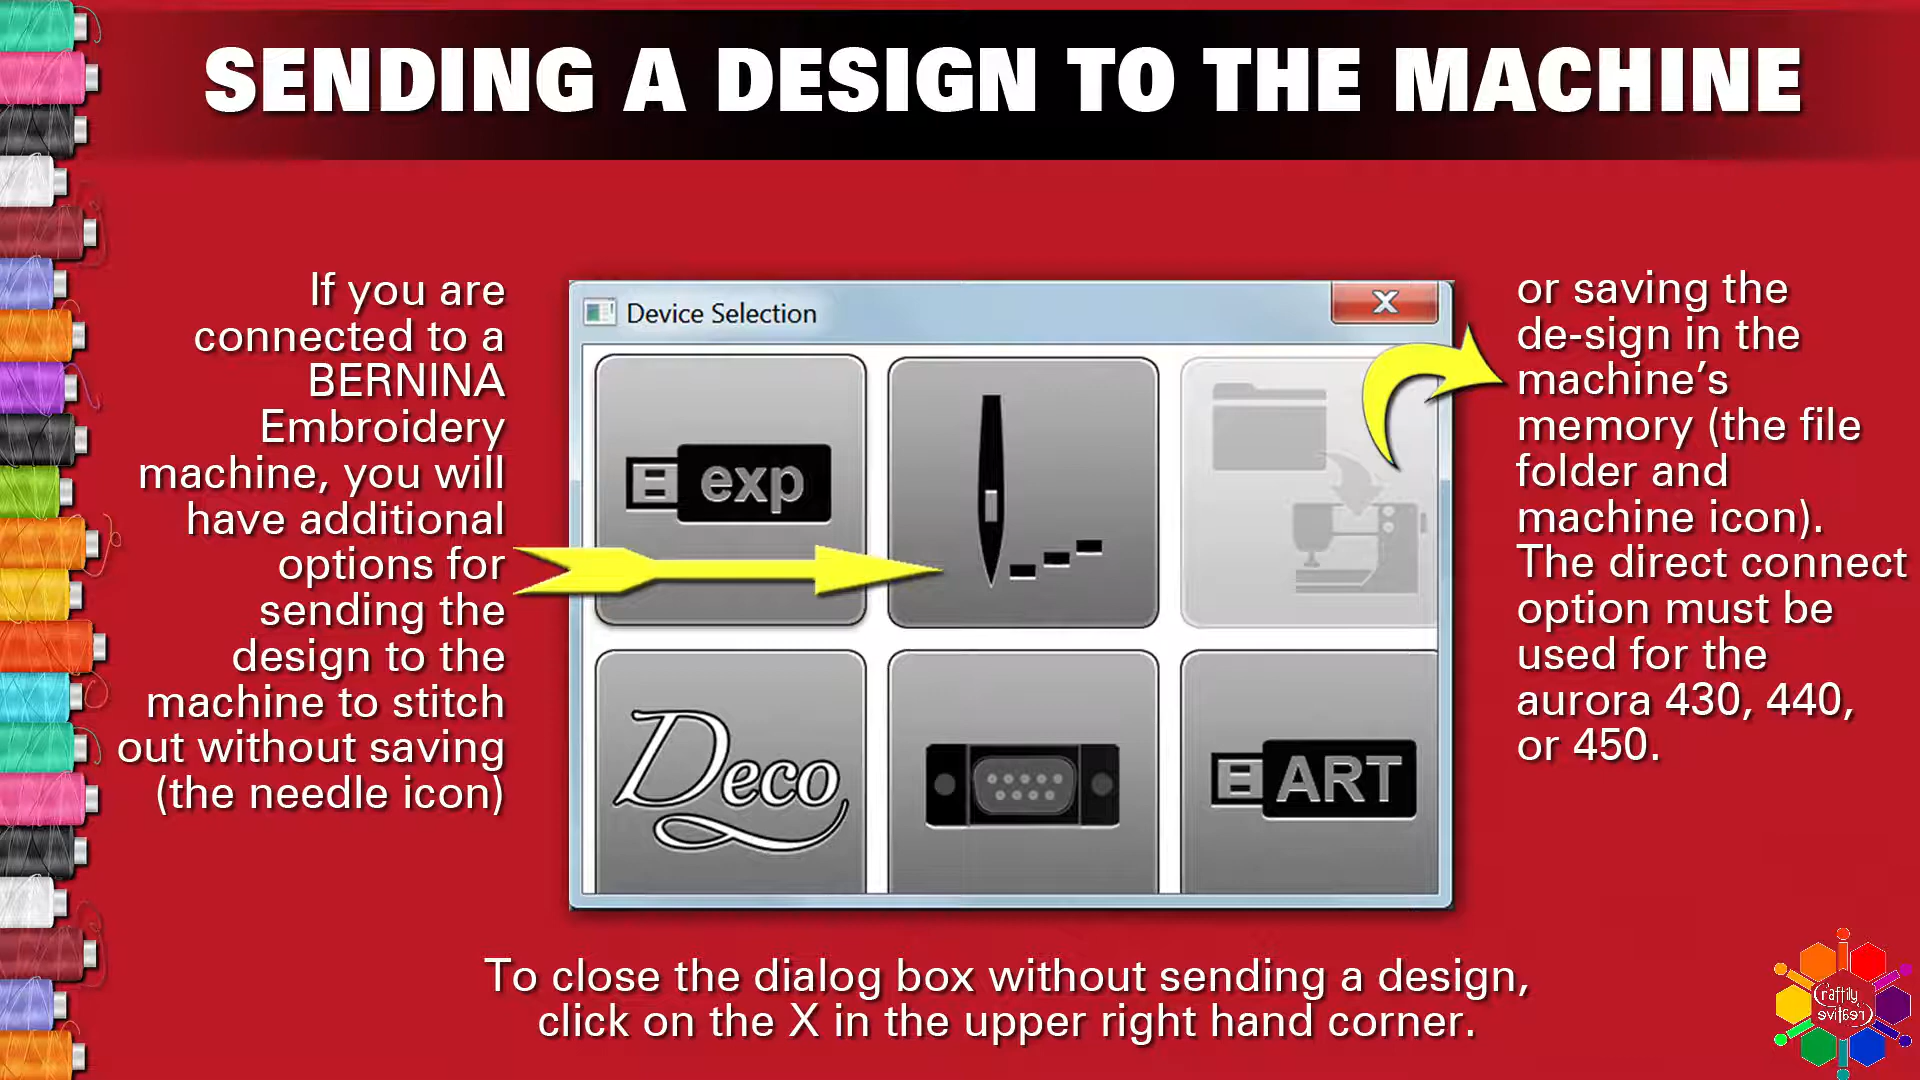 SENDING A DESIGN TO THE MACHINE
If you are
connected to a
BERNINA
Embroidery
machine, you will
have additional
options for
sending the
design to the
machine to stitch
out without saving
(the needle icon)
Device Selection
exp
Deco
ART
or saving the
de-sign in the
machine’s
memory (the file
folder and
machine icon).
The direct connect
option must be
used for the
aurora 430, 440,
or 450.
To close the dialog box without sending a design,
click on the X in the upper right hand corner.
Craftily
Creative